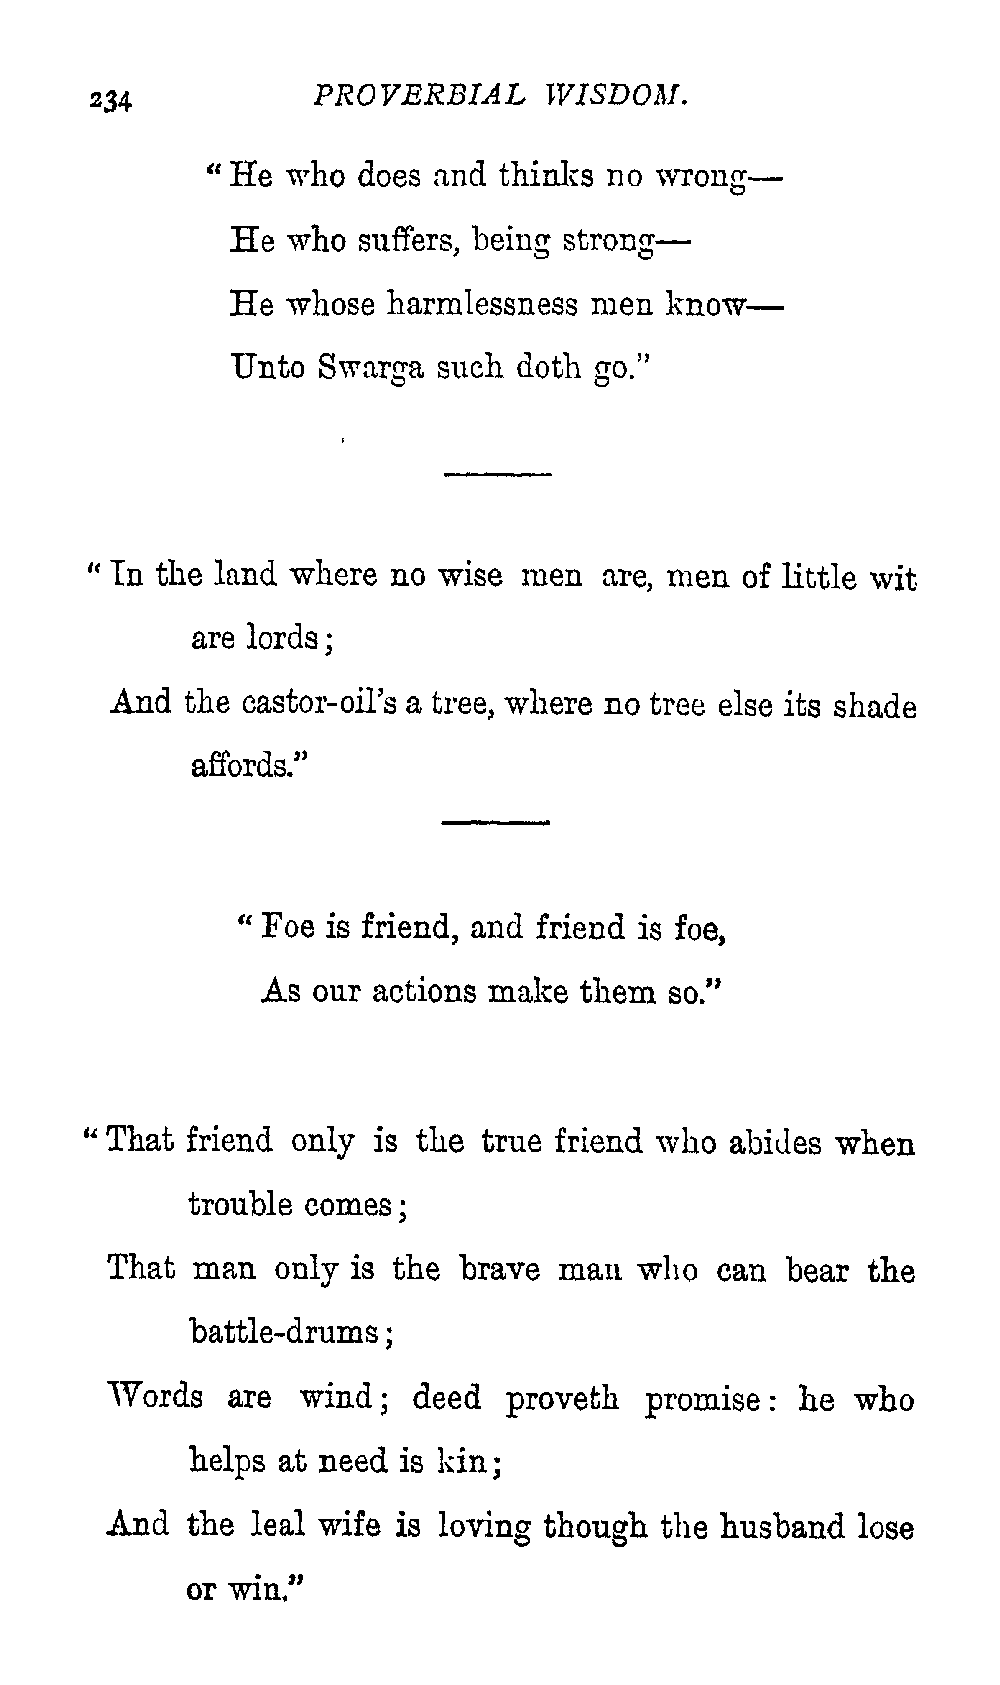 234 PROVERBIAL WISDOM.
“He who does and thinks no wrong—
He who suffers, being strong—
He whose harmlessness men know—
Unto Swarga such doth go.”
“In the land where no wise men are, men of little wit
are lords;
And the castor-oil’s a tree, where no tree else its shade
affords.”
“Foe is friend, and friend is foe,
As our actions make them so.”
“That friend only is the true friend who abides when
trouble comes;
That man only is the brave man who can bear the
battle-drums;
Words are wind; deed proveth promise: he who
helps at need is kin;
And the leal wife is loving though the husband lose
or win.”